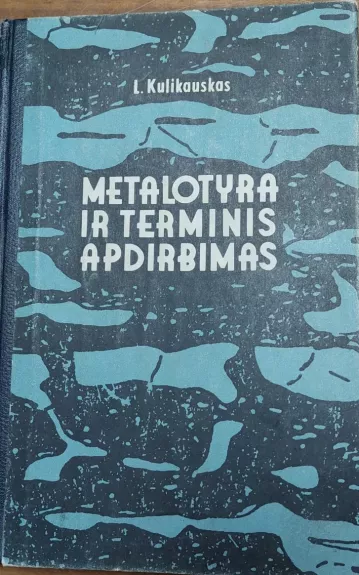 L. Kulikauskas
METALOTYRA
IR TERMINIS
APDIRBIMAS